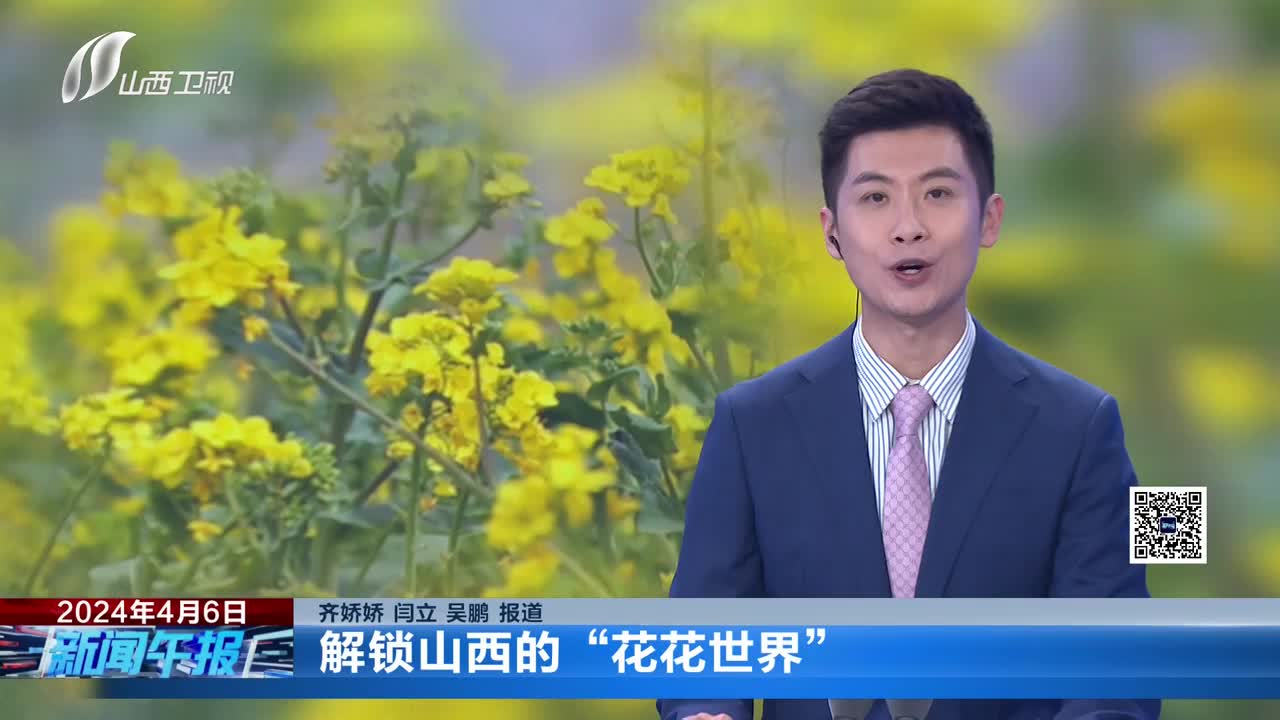 山西卫视
2024年4月6日
新闻午报
齐娇娇 闫立 吴鹏 报道
解锁山西的“花花世界”